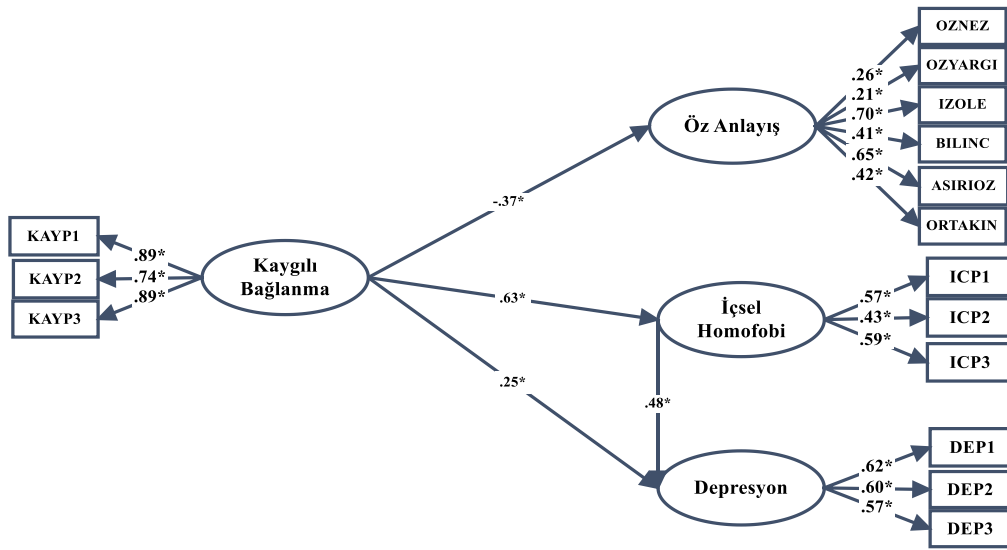 OZNEZ
OZYARGI
IZOLE
BILINC
ASIRIOZ
ORTAKIN
.26*
.21*
.70*
.41*
.65*
.42*
Öz Anlayış
-.37*
KAYP1
KAYP2
KAYP3
.89*
.74*
.89*
Kaygılı
Bağlanma
.63*
İçsel
Homofobi
.57*
.43*
.59*
ICP1
ICP2
ICP3
.25*
.48*
Depresyon
.62*
.60*
.57*
DEP1
DEP2
DEP3